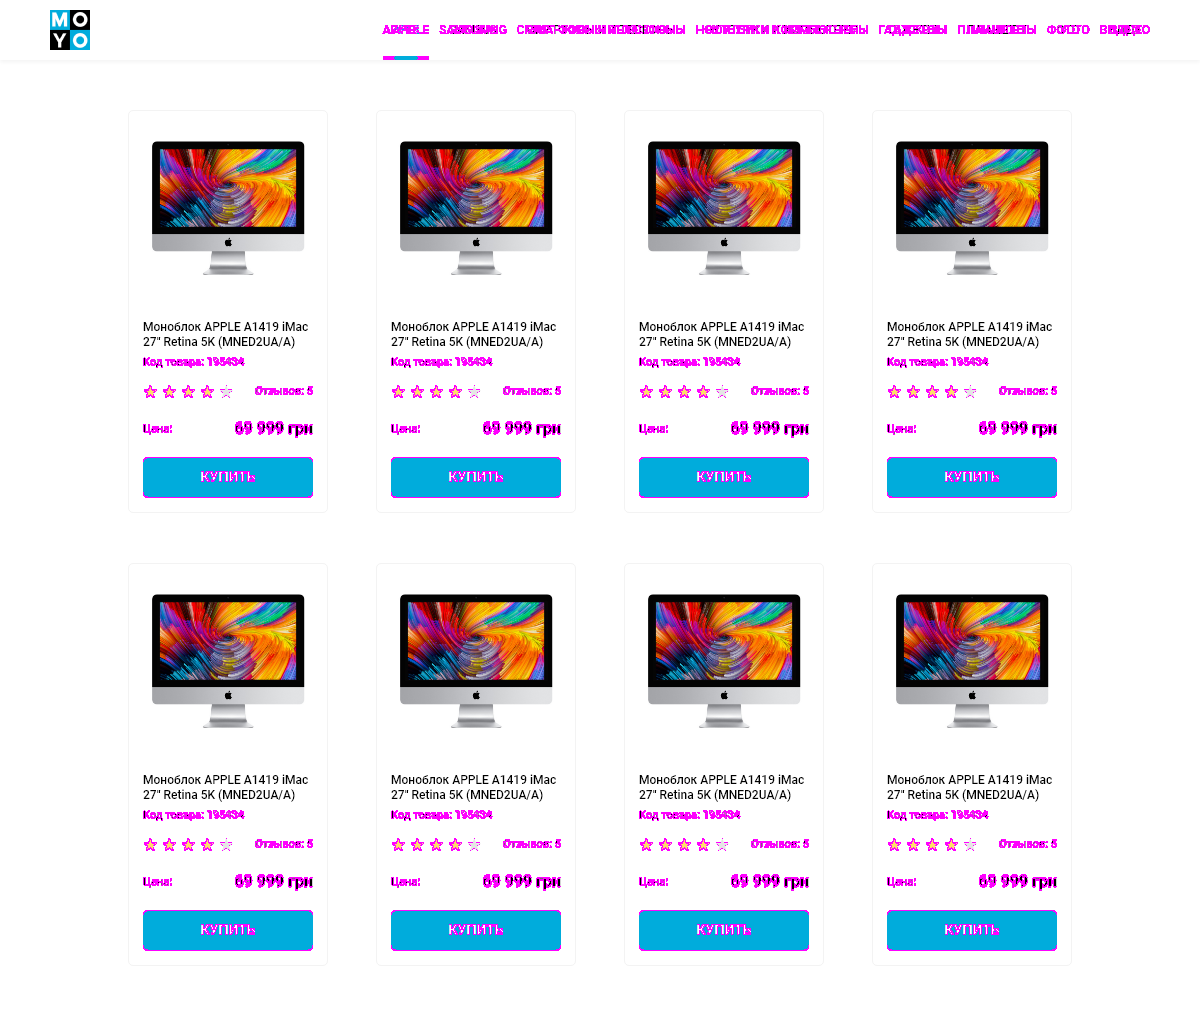 MO
YO
APPLE SAMSUNG СМАРТФОНЫ НОУТБУКИ И КОМПЬЮТЕРЫ ГАДЖЕТЫ ПЛАНШЕТЫ ФОТО ВИДЕО
Моноблок APPLE A1419 iMac
27" Retina 5K (MNED2UA/A)
Код товара: 195434
Отзывов: 5
Цена: 69 999 грн
КУПИТЬ
Моноблок APPLE A1419 iMac
27" Retina 5K (MNED2UA/A)
Код товара: 195434
Отзывов: 5
Цена: 69 999 грн
КУПИТЬ
Моноблок APPLE A1419 iMac
27" Retina 5K (MNED2UA/A)
Код товара: 195434
Отзывов: 5
Цена: 69 999 грн
КУПИТЬ
Моноблок APPLE A1419 iMac
27" Retina 5K (MNED2UA/A)
Код товара: 195434
Отзывов: 5
Цена: 69 999 грн
КУПИТЬ
Моноблок APPLE A1419 iMac
27" Retina 5K (MNED2UA/A)
Код товара: 195434
Отзывов: 5
Цена: 69 999 грн
КУПИТЬ
Моноблок APPLE A1419 iMac
27" Retina 5K (MNED2UA/A)
Код товара: 195434
Отзывов: 5
Цена: 69 999 грн
КУПИТЬ
Моноблок APPLE A1419 iMac
27" Retina 5K (MNED2UA/A)
Код товара: 195434
Отзывов: 5
Цена: 69 999 грн
КУПИТЬ
Моноблок APPLE A1419 iMac
27" Retina 5K (MNED2UA/A)
Код товара: 195434
Отзывов: 5
Цена: 69 999 грн
КУПИТЬ